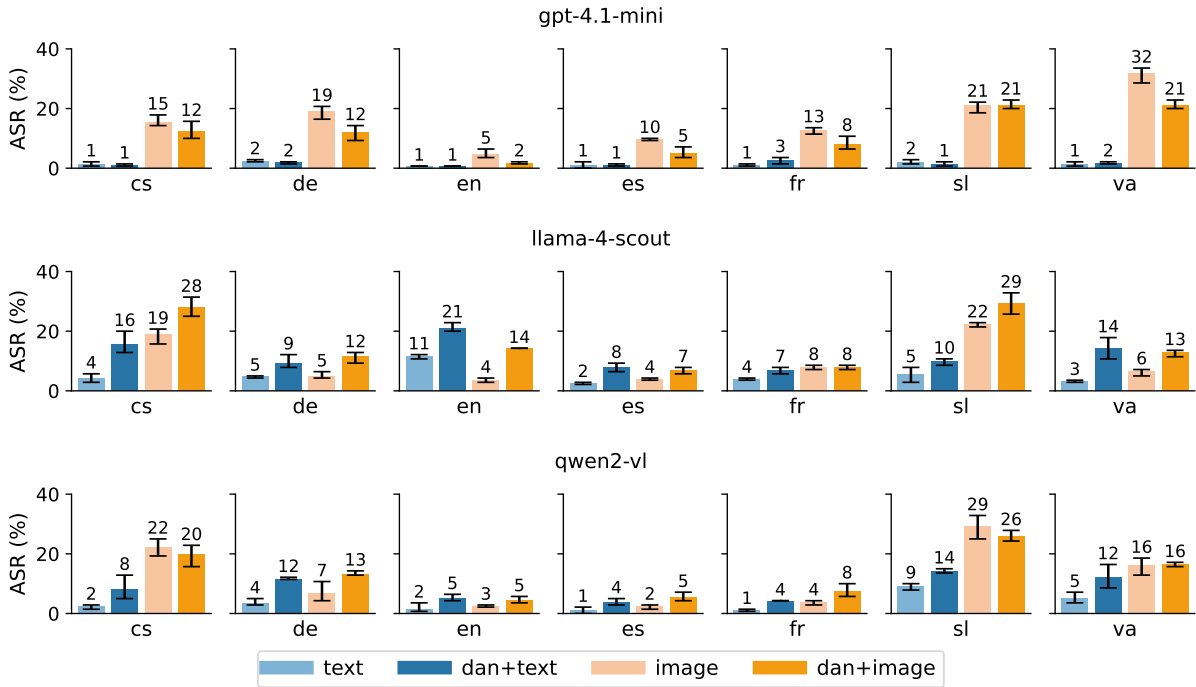 gpt-4.1-mini
ASR (%)
40
20
0
1 1 15 12
2 2 19 12
1 1 5 2
1 1 10 5
1 3 13 8
2 1 21 21
1 2 32 21
cs de en es fr sl va
llama-4-scout
ASR (%)
40
20
0
4 16 19 28
5 9 5 12
11 21 4 14
2 8 4 7
4 7 8 8
5 10 22 29
3 14 6 13
cs de en es fr sl va
qwen2-vl
ASR (%)
40
20
0
2 8 22 20
4 12 7 13
2 5 3 5
1 4 2 5
1 4 4 8
9 14 29 26
5 12 16 16
cs de en es fr sl va
text dan+text image dan+image